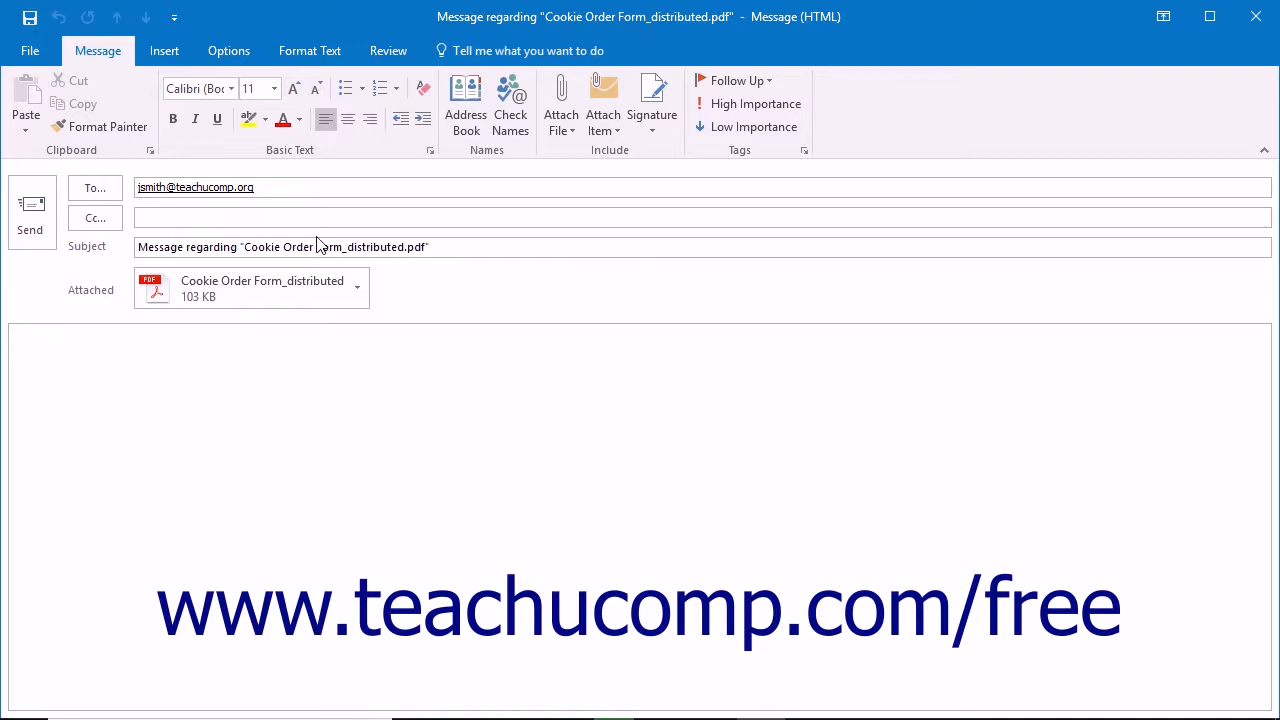 Message regarding "Cookie Order Form_distributed.pdf" - Message (HTML)
File Message Insert Options Format Text Review Tell me what you want to do
Paste
Cut
Copy
Format Painter
Clipboard
Calibri (Boc 11
B I U ab A
Basic Text
Address Book
Check Names
Names
Attach File
Attach Item
Signature
Include
Follow Up
High Importance
Low Importance
Tags
Send
To... jsmith@teachucomp.org
Cc...
Subject Message regarding "Cookie Order Form_distributed.pdf"
Attached PDF Cookie Order Form_distributed
103 KB
www.teachucomp.com/free